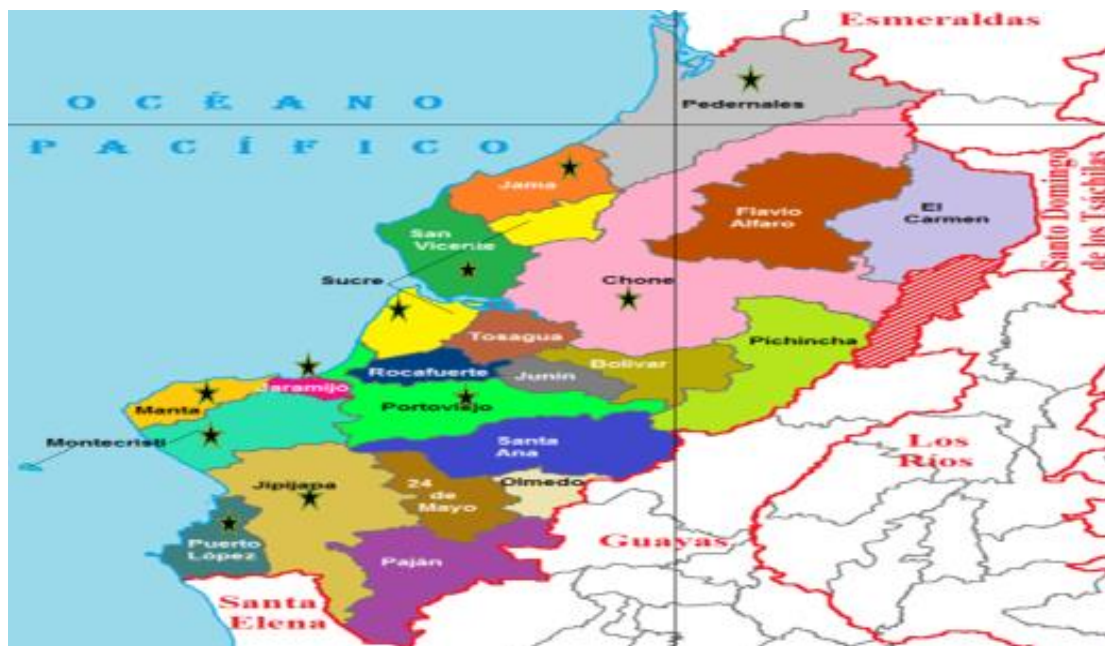 Esmeraldas
Pedernales
OCÉANO
PACÍFICO
Santo Domingo
de los Tsáchilas
Jama
Flavio
Alfaro
El
Carmen
San
Vicente
Sucre
Chone
Tosagua
Pichincha
Bolívar
Rocafuerte
Junín
Jaramijó
Manta
Portoviejo
Montecristi
Santa
Ana
Los
Ríos
Jipijapa
24
de
Mayo
Olmedo
Puerto
López
Guayas
Paján
Santa
Elena